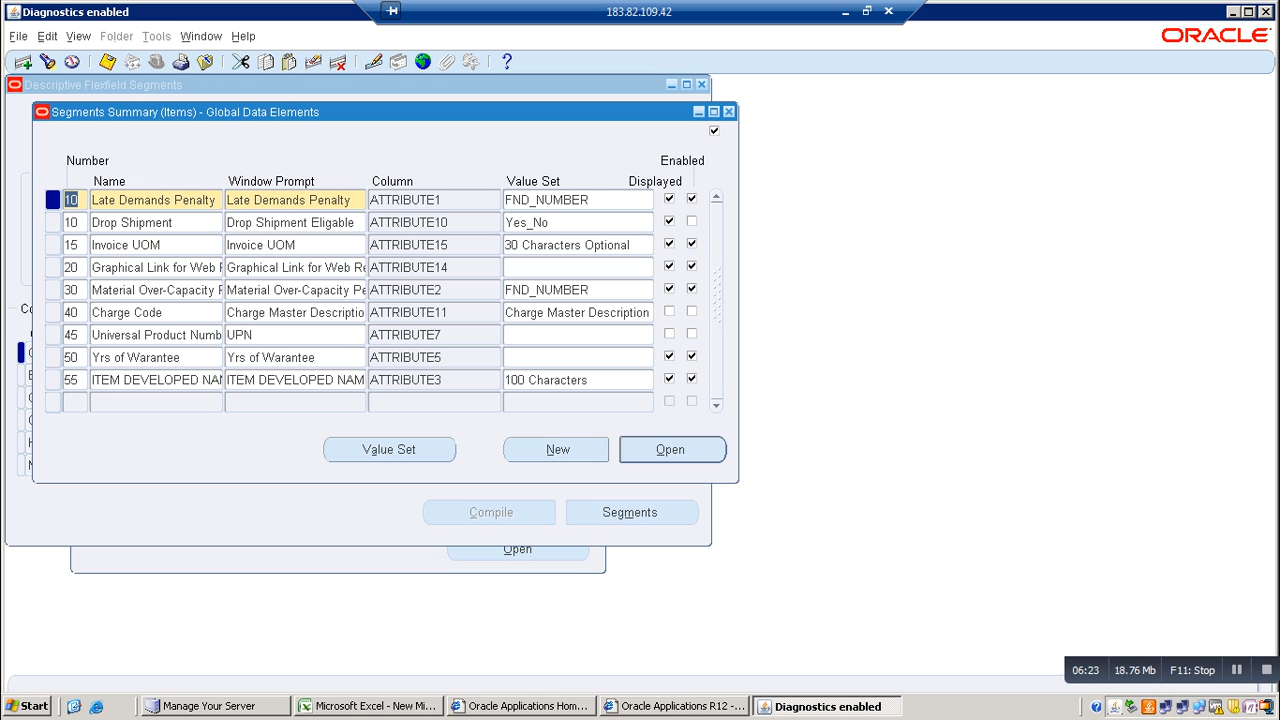 Diagnostics enabled
183.82.109.42
File Edit View Folder Tools Window Help
ORACLE
Descriptive Flexfield Segments
Segments Summary (Items) - Global Data Elements
Number Enabled
Name Window Prompt Column Value Set Displayed
10 Late Demands Penalty Late Demands Penalty ATTRIBUTE1 FND_NUMBER
10 Drop Shipment Drop Shipment Eligable ATTRIBUTE10 Yes_No
15 Invoice UOM Invoice UOM ATTRIBUTE15 30 Characters Optional
20 Graphical Link for Web Graphical Link for Web Re ATTRIBUTE14
30 Material Over-Capacity Material Over-Capacity Pe ATTRIBUTE2 FND_NUMBER
40 Charge Code Charge Master Descriptio ATTRIBUTE11 Charge Master Description
45 Universal Product Numb UPN ATTRIBUTE7
50 Yrs of Warantee Yrs of Warantee ATTRIBUTE5
55 ITEM DEVELOPED NAM ITEM DEVELOPED NAM ATTRIBUTE3 100 Characters
Value Set New Open
Compile Segments
Open
06:23 18.76 Mb F11: Stop
Start Manage Your Server Microsoft Excel - New Mi... Oracle Applications Hom... Oracle Applications R12 - ... Diagnostics enabled